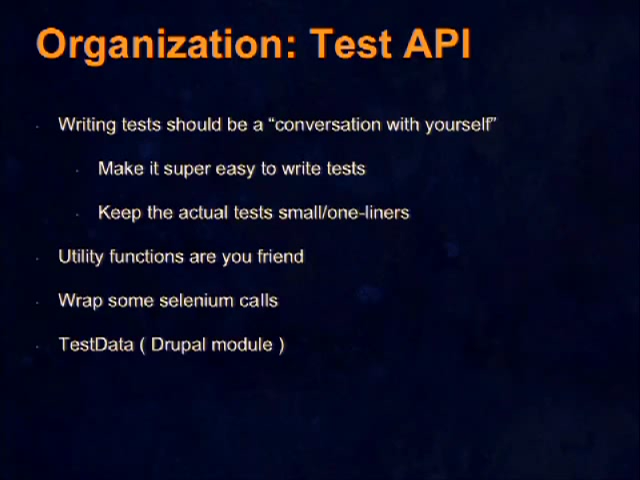 Organization: Test API
Writing tests should be a “conversation with yourself”
Make it super easy to write tests
Keep the actual tests small/one-liners
Utility functions are you friend
Wrap some selenium calls
TestData ( Drupal module )